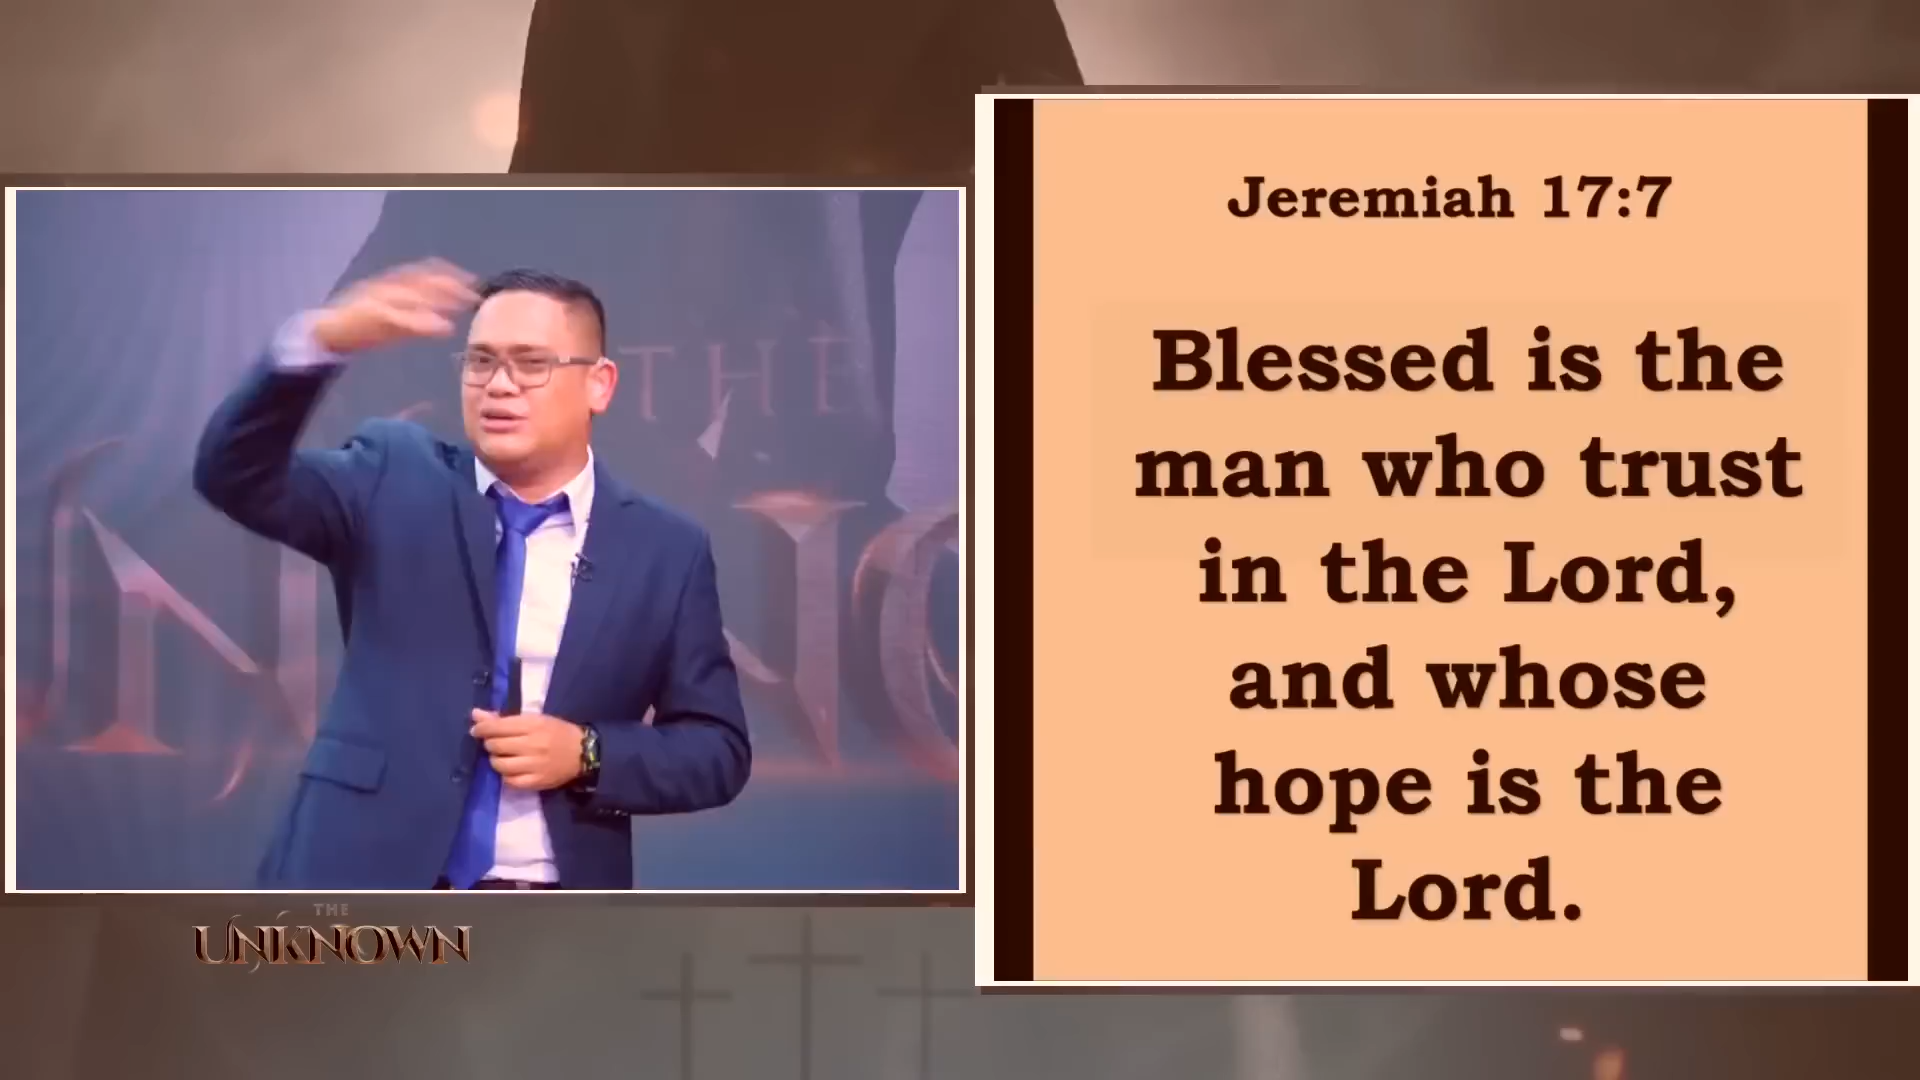 THE
UNKNOWN
Jeremiah 17:7
Blessed is the
man who trust
in the Lord,
and whose
hope is the
Lord.